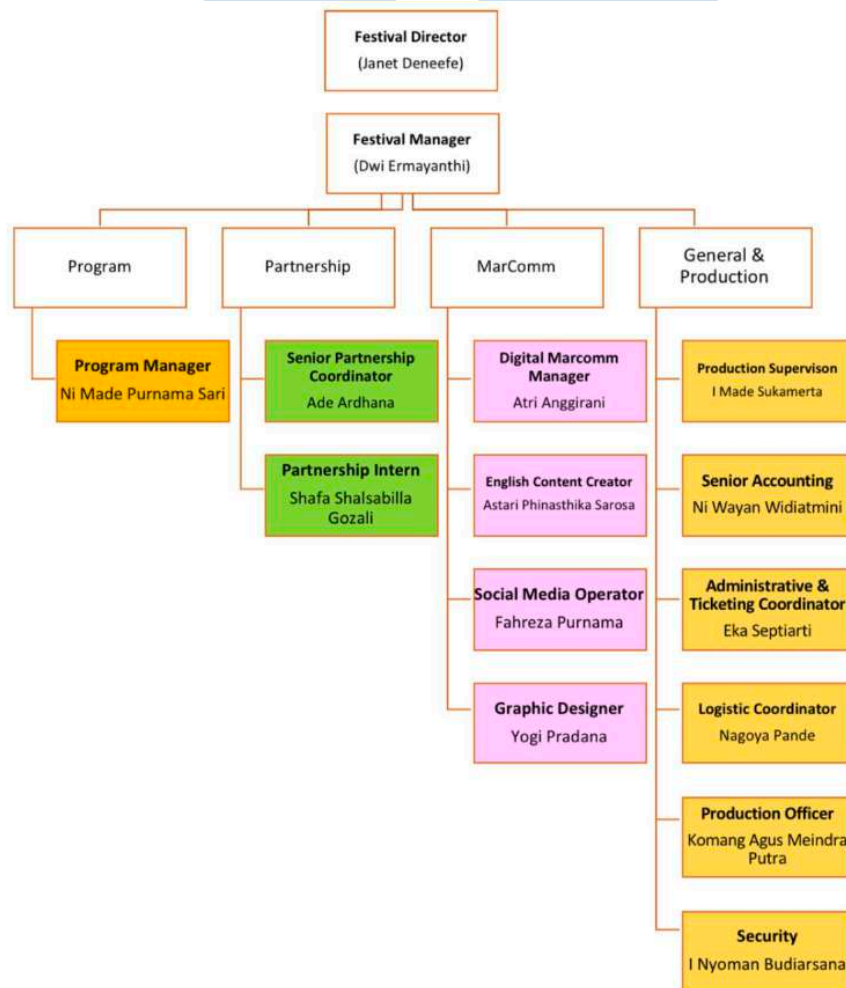 Festival Director
(Janet Deneefe)
Festival Manager
(Dwi Ermayanthi)
Program
Partnership
MarComm
General &
Production
Program Manager
Ni Made Purnama Sari
Senior Partnership
Coordinator
Ade Ardhana
Partnership Intern
Shafa Shalsabilla
Gozali
Digital Marcomm
Manager
Atri Anggirani
English Content Creator
Astari Phinasthika Sarosa
Social Media Operator
Fahreza Purnama
Graphic Designer
Yogi Pradana
Production Supervison
I Made Sukamerta
Senior Accounting
Ni Wayan Widiatmini
Administrative &
Ticketing Coordinator
Eka Septiarti
Logistic Coordinator
Nagoya Pande
Production Officer
Komang Agus Meindra
Putra
Security
I Nyoman Budiarsana